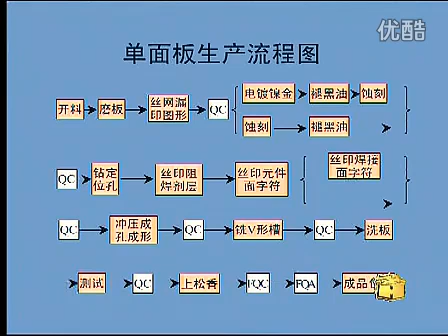 优酷
单面板生产流程图
电镀镍金 褪黑油 蚀刻
开料 磨板 丝网漏印图形 QC
蚀刻 褪黑油
QC 钻定位孔 丝印阻焊剂层 丝印元件面字符 丝印焊接面字符
QC 冲压成孔成形 QC 铣V形槽 QC 洗板
测试 QC 上松香 FQC FQA 成品